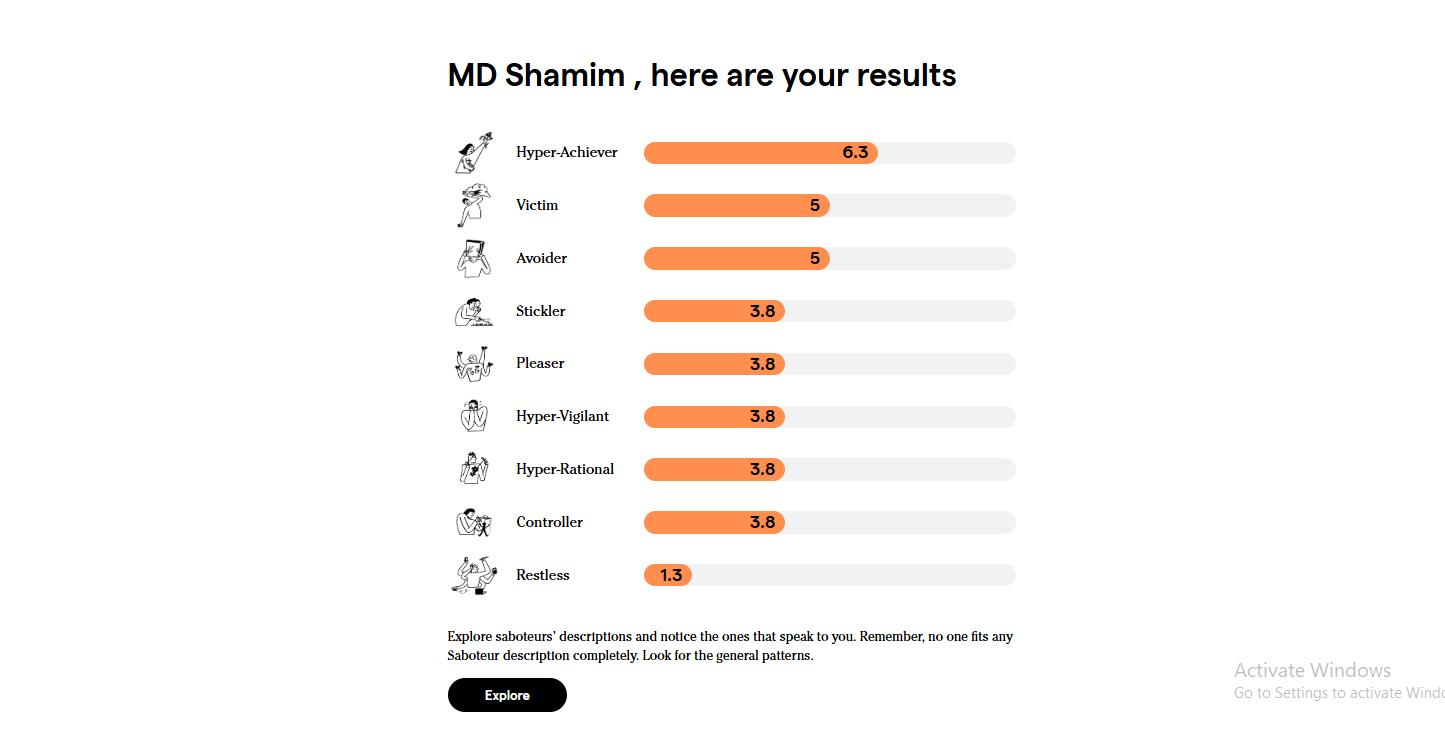 MD Shamim , here are your results
Hyper-Achiever 6.3
Victim 5
Avoider 5
Stickler 3.8
Pleaser 3.8
Hyper-Vigilant 3.8
Hyper-Rational 3.8
Controller 3.8
Restless 1.3
Explore saboteurs’ descriptions and notice the ones that speak to you. Remember, no one fits any
Saboteur description completely. Look for the general patterns.
Explore
Activate Windows
Go to Settings to activate Windo